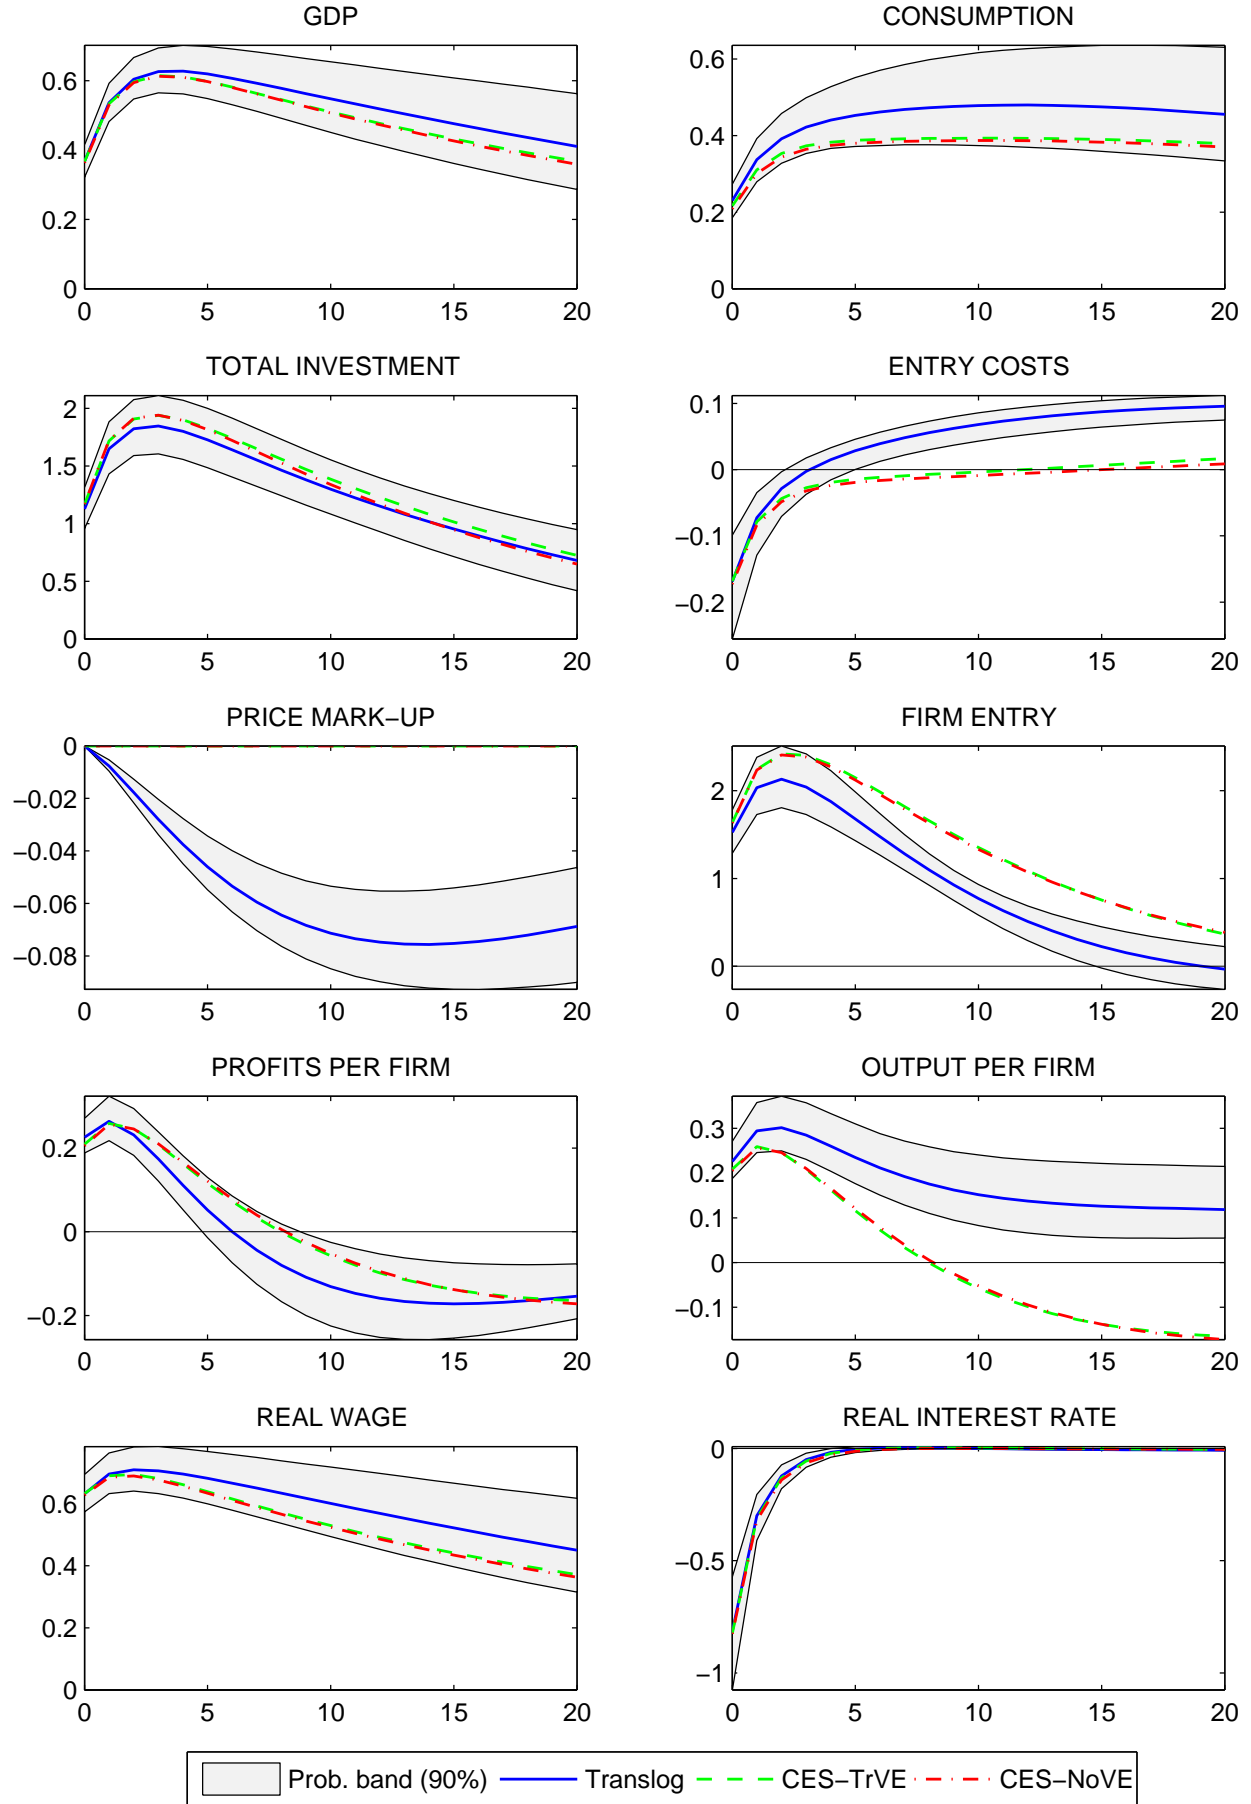 GDP
0.6
0.4
0.2
0
0 5 10 15 20
CONSUMPTION
0.6
0.4
0.2
0
0 5 10 15 20
TOTAL INVESTMENT
2
1.5
1
0.5
0
0 5 10 15 20
ENTRY COSTS
0.1
0
−0.1
−0.2
0 5 10 15 20
PRICE MARK−UP
0
−0.02
−0.04
−0.06
−0.08
0 5 10 15 20
FIRM ENTRY
2
1
0
0 5 10 15 20
PROFITS PER FIRM
0.2
0
−0.2
0 5 10 15 20
OUTPUT PER FIRM
0.3
0.2
0.1
0
−0.1
0 5 10 15 20
REAL WAGE
0.6
0.4
0.2
0
0 5 10 15 20
REAL INTEREST RATE
0
−0.5
−1
0 5 10 15 20
Prob. band (90%) Translog CES−TrVE CES−NoVE